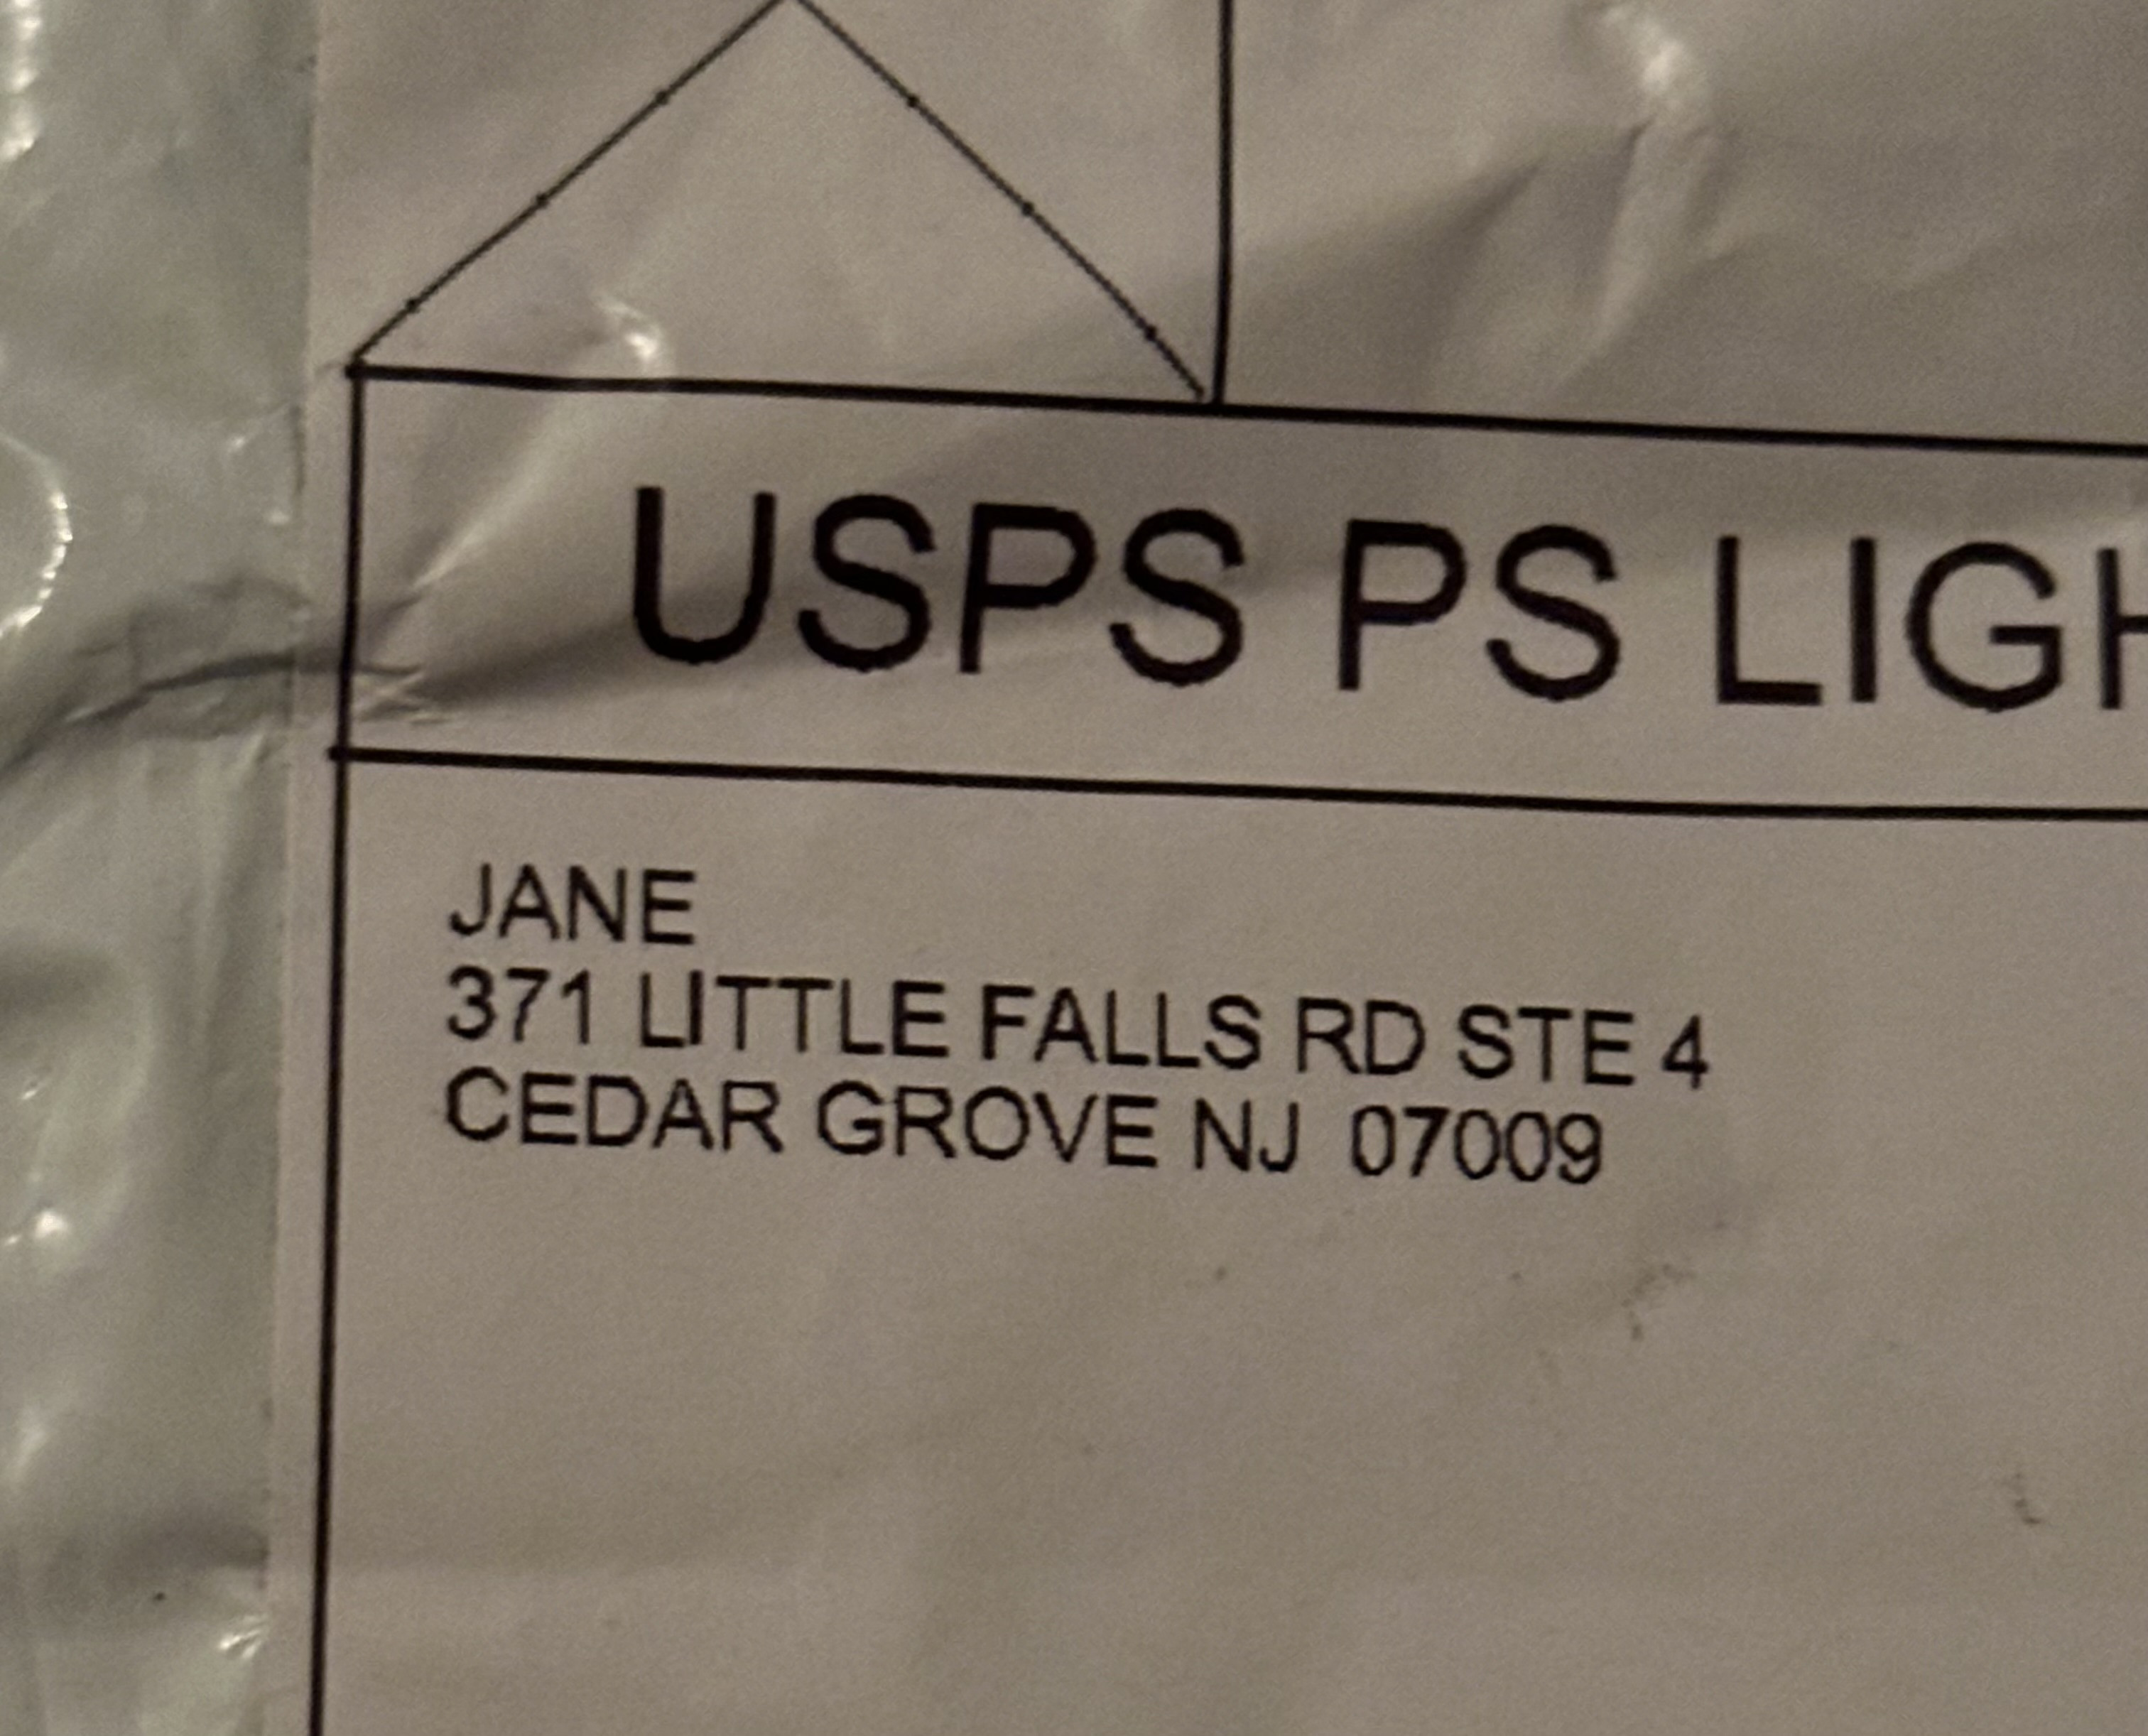 USPS PS LIGH
JANE
371 LITTLE FALLS RD STE 4
CEDAR GROVE NJ  07009